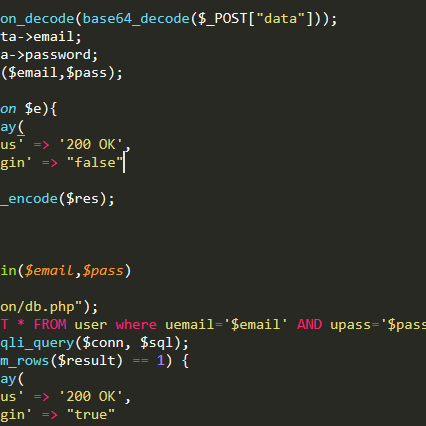 on_decode(base64_decode($_POST["data"]));
ta->email;
a->password;
($email,$pass);
on $e){
ay(
us' => '200 OK',
gin' => "false"
_encode($res);
in($email,$pass)
on/db.php");
T * FROM user where uemail='$email' AND upass='$pass
qli_query($conn, $sql);
m_rows($result) == 1) {
ay(
us' => '200 OK',
gin' => "true"